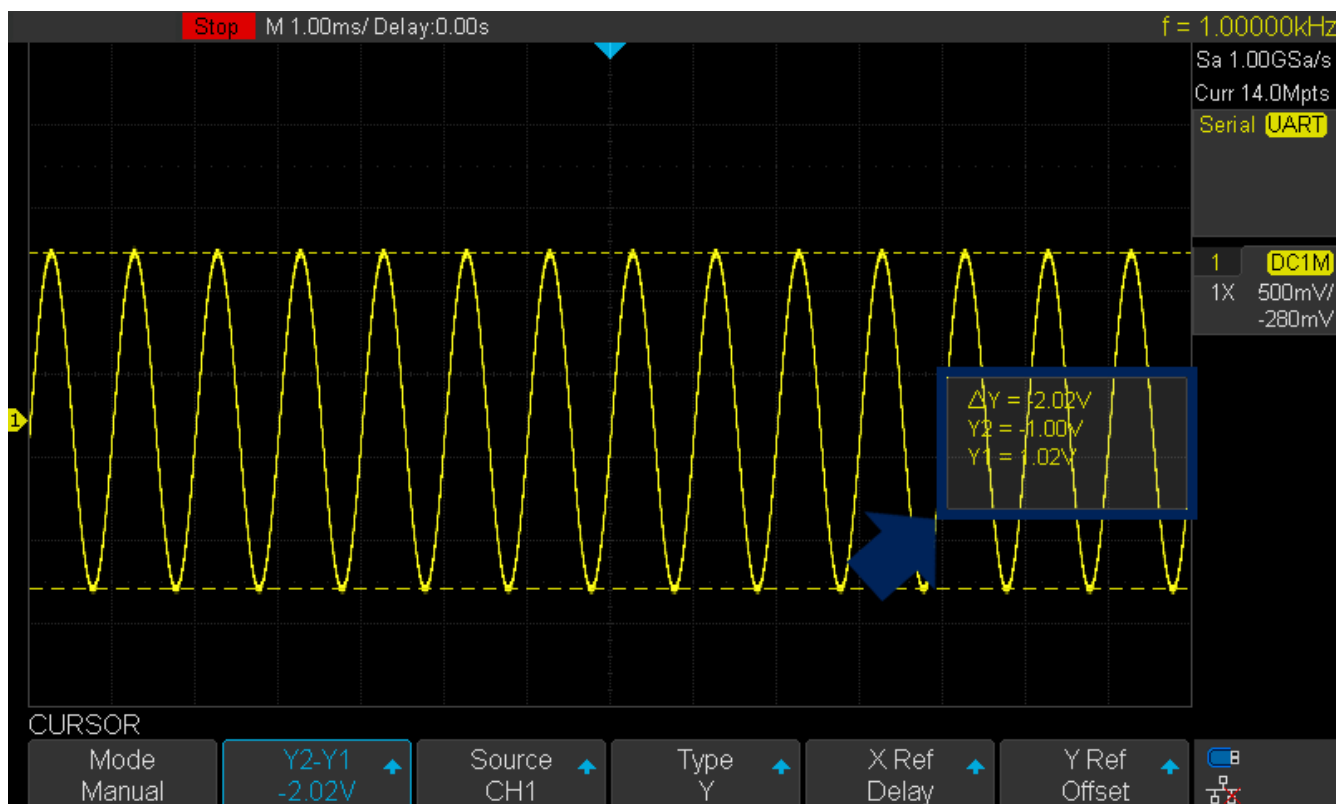 Stop M 1.00ms/ Delay:0.00s f = 1.00000kHz
Sa 1.00GSa/s
Curr 14.0Mpts
Serial UART
1 DC1M
1X 500mV/
-280mV
1
△Y = -2.02V
Y2 = -1.00V
Y1 = 1.02V
CURSOR
Mode Y2-Y1 Source Type X Ref Y Ref
Manual -2.02V CH1 Y Delay Offset